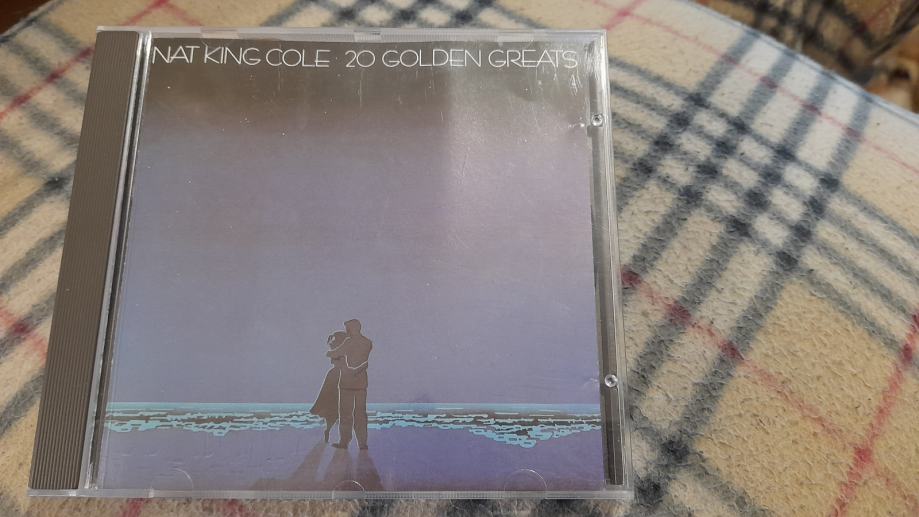 NAT KING COLE 20 GOLDEN GREATS